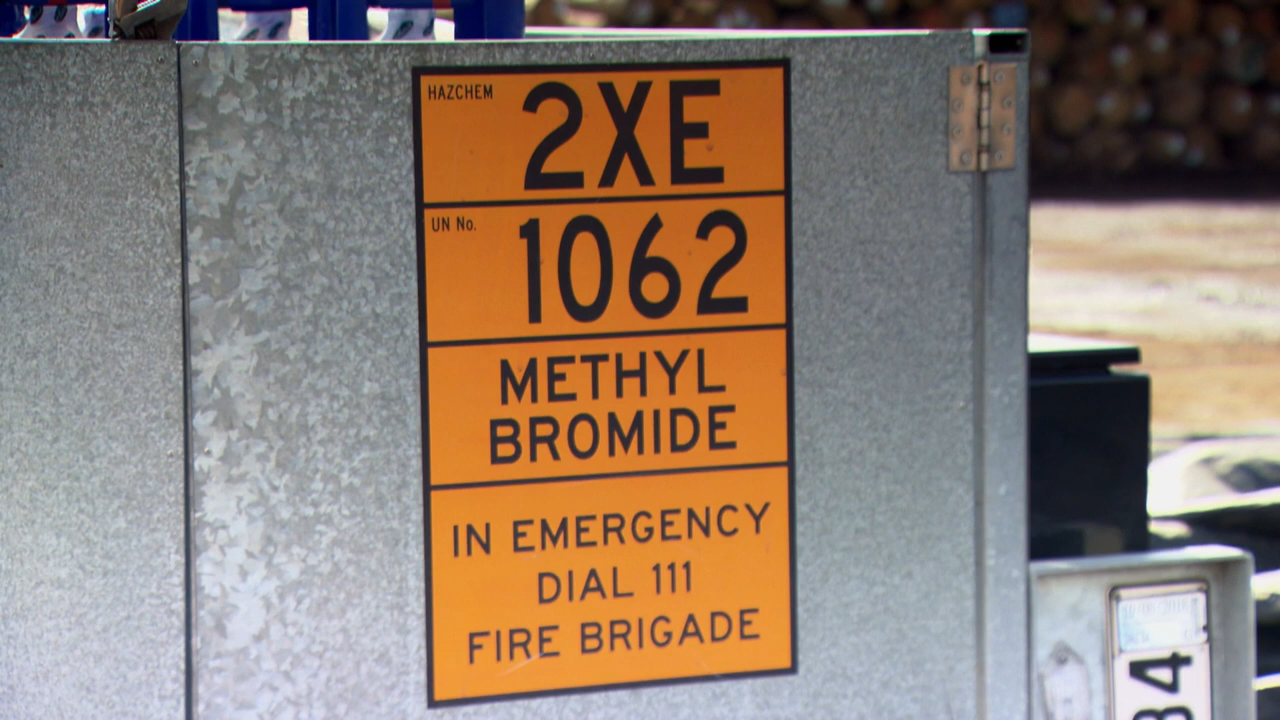 HAZCHEM
2XE
UN No.
1062
METHYL
BROMIDE
IN EMERGENCY
DIAL 111
FIRE BRIGADE